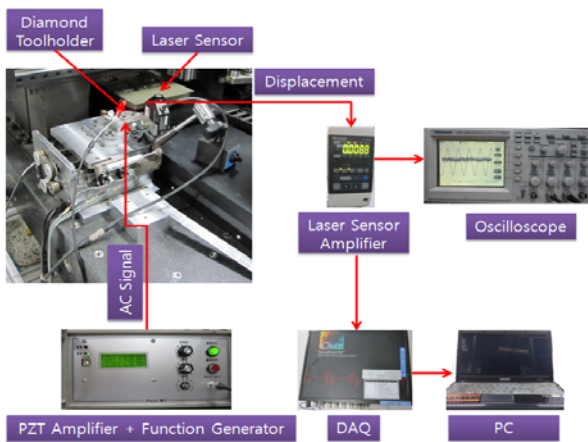 Diamond
Toolholder
Laser Sensor
Displacement
Laser Sensor
Amplifier
Oscilloscope
AC Signal
PZT Amplifier + Function Generator
DAQ
PC